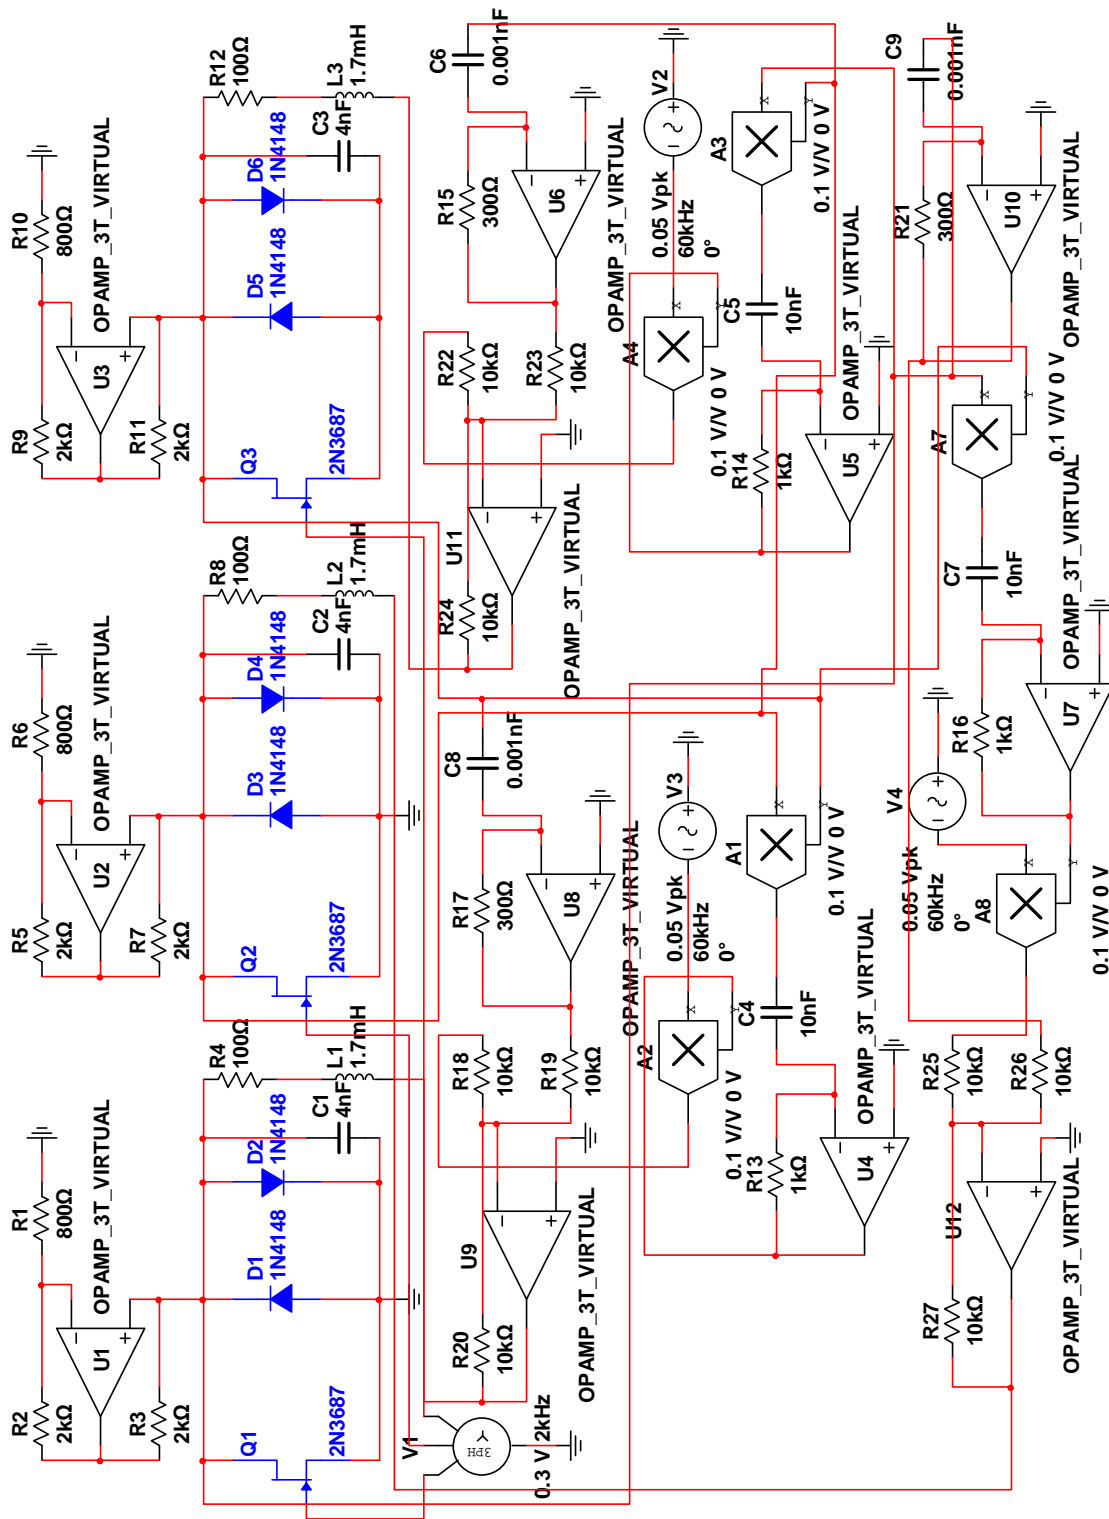 R2
2kΩ
R1
800Ω
U1
OPAMP_3T_VIRTUAL
−
+
R3
2kΩ
Q1
2N3687
D1
1N4148
D2
1N4148
C1
4nF
R4
100Ω
L1
1.7mH
R5
2kΩ
R6
800Ω
U2
OPAMP_3T_VIRTUAL
−
+
R7
2kΩ
Q2
2N3687
D3
1N4148
D4
1N4148
C2
4nF
R8
100Ω
L2
1.7mH
R9
2kΩ
R10
800Ω
U3
OPAMP_3T_VIRTUAL
−
+
R11
2kΩ
Q3
2N3687
D5
1N4148
D6
1N4148
C3
4nF
R12
100Ω
L3
1.7mH
V1
3PH
Y
0.3 V 2kHz
R20
10kΩ
U9
−
+
OPAMP_3T_VIRTUAL
R18
10kΩ
R19
10kΩ
R17
300Ω
C8
0.001nF
U8
−
+
OPAMP_3T_VIRTUAL
V3
0.05 Vpk
60kHz
0°
A2
X
Y
0.1 V/V 0 V
A1
X
Y
0.1 V/V 0 V
C4
10nF
R13
1kΩ
U4
−
+
OPAMP_3T_VIRTUAL
R24
10kΩ
U11
−
+
OPAMP_3T_VIRTUAL
R22
10kΩ
R23
10kΩ
R15
300Ω
C6
0.001nF
U6
−
+
OPAMP_3T_VIRTUAL
V2
0.05 Vpk
60kHz
0°
A4
X
Y
0.1 V/V 0 V
A3
X
Y
0.1 V/V 0 V
C5
10nF
R14
1kΩ
U5
−
+
OPAMP_3T_VIRTUAL
R27
10kΩ
U12
−
+
OPAMP_3T_VIRTUAL
R25
10kΩ
R26
10kΩ
V4
0.05 Vpk
60kHz
0°
A8
X
Y
0.1 V/V 0 V
R16
1kΩ
U7
−
+
OPAMP_3T_VIRTUAL
C7
10nF
A7
X
Y
0.1 V/V 0 V
R21
300Ω
C9
0.001nF
U10
−
+
OPAMP_3T_VIRTUAL